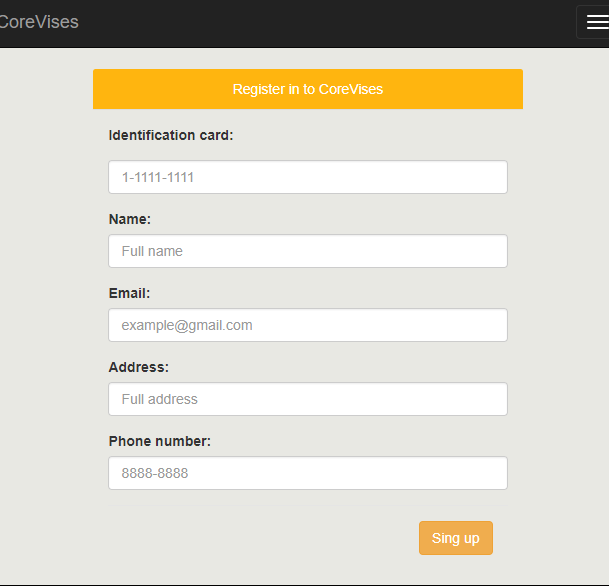 CoreVises
Register in to CoreVises
Identification card:
1-1111-1111
Name:
Full name
Email:
example@gmail.com
Address:
Full address
Phone number:
8888-8888
Sing up